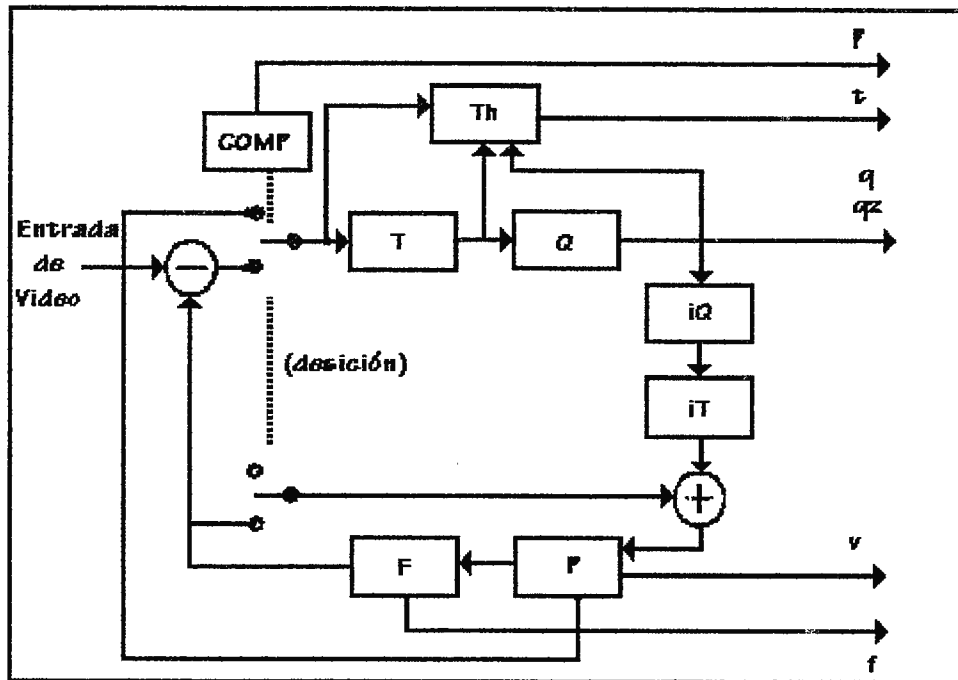 P
t
Th
COMP
q
qz
Entrada
de
Video
T
Q
iQ
(desición)
iT
F
P
v
f